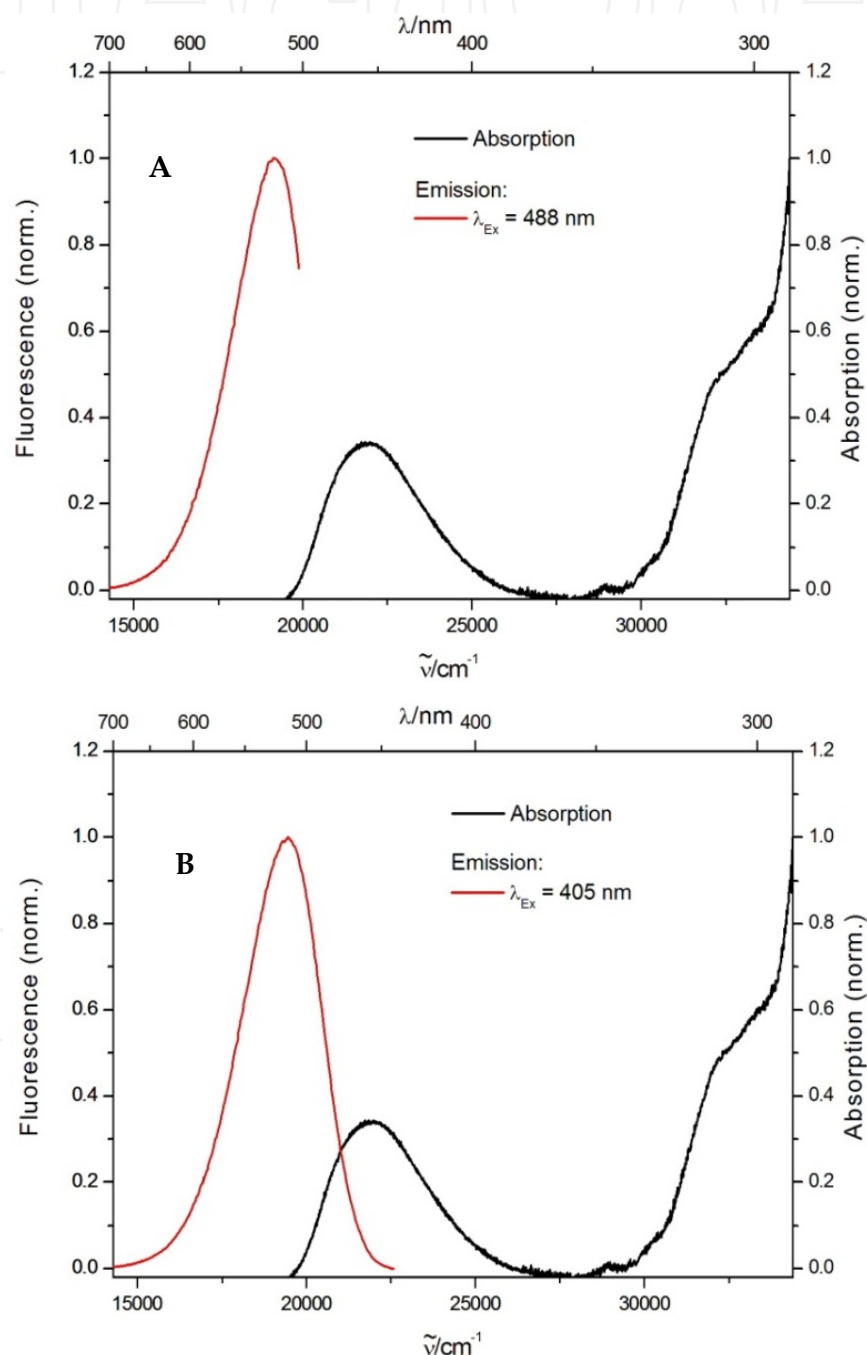 λ/nm
700 600 500 400 300
1.2 1.2
A
Absorption
1.0 1.0
Emission:
λEx = 488 nm
0.8 0.8
Fluorescence (norm.)
Absorption (norm.)
0.6 0.6
0.4 0.4
0.2 0.2
0.0 0.0
15000 20000 25000 30000
ṽ/cm-1
λ/nm
700 600 500 400 300
1.2 1.2
Absorption
B
1.0 1.0
Emission:
λEx = 405 nm
0.8 0.8
Fluorescence (norm.)
Absorption (norm.)
0.6 0.6
0.4 0.4
0.2 0.2
0.0 0.0
15000 20000 25000 30000
ṽ/cm-1